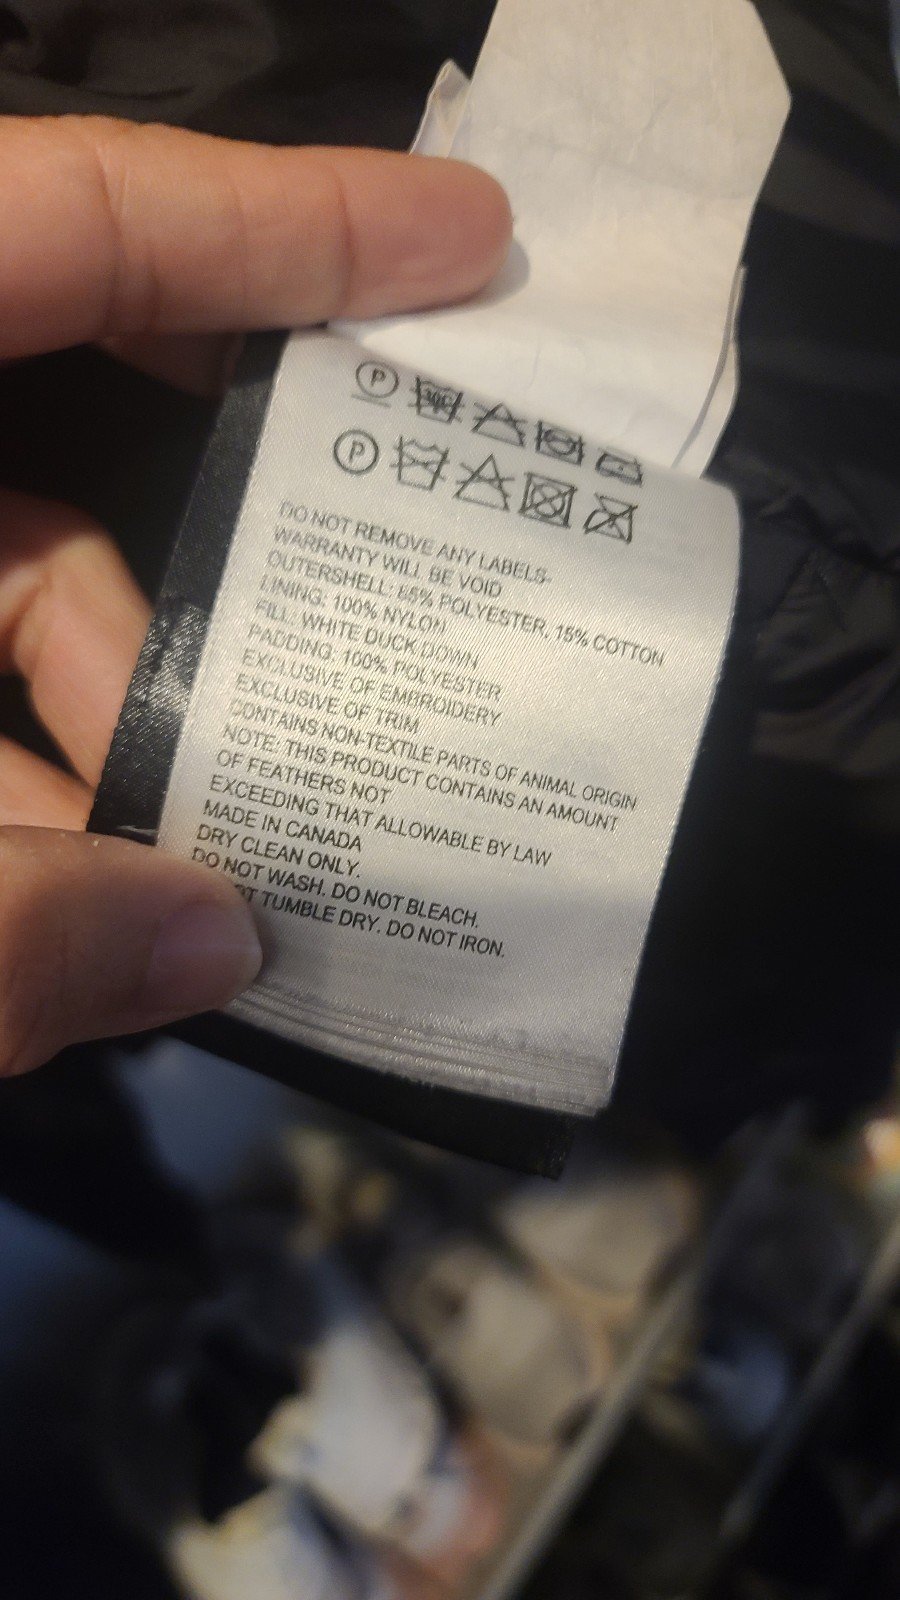 P 30C
P
DO NOT REMOVE ANY LABELS-
WARRANTY WILL BE VOID
OUTERSHELL: 85% POLYESTER, 15% COTTON
LINING: 100% NYLON
FILL: WHITE DUCK DOWN
PADDING: 100% POLYESTER
EXCLUSIVE OF EMBROIDERY
EXCLUSIVE OF TRIM
CONTAINS NON-TEXTILE PARTS OF ANIMAL ORIGIN
NOTE: THIS PRODUCT CONTAINS AN AMOUNT
OF FEATHERS NOT
EXCEEDING THAT ALLOWABLE BY LAW
MADE IN CANADA
DRY CLEAN ONLY.
DO NOT WASH. DO NOT BLEACH.
TUMBLE DRY. DO NOT IRON.